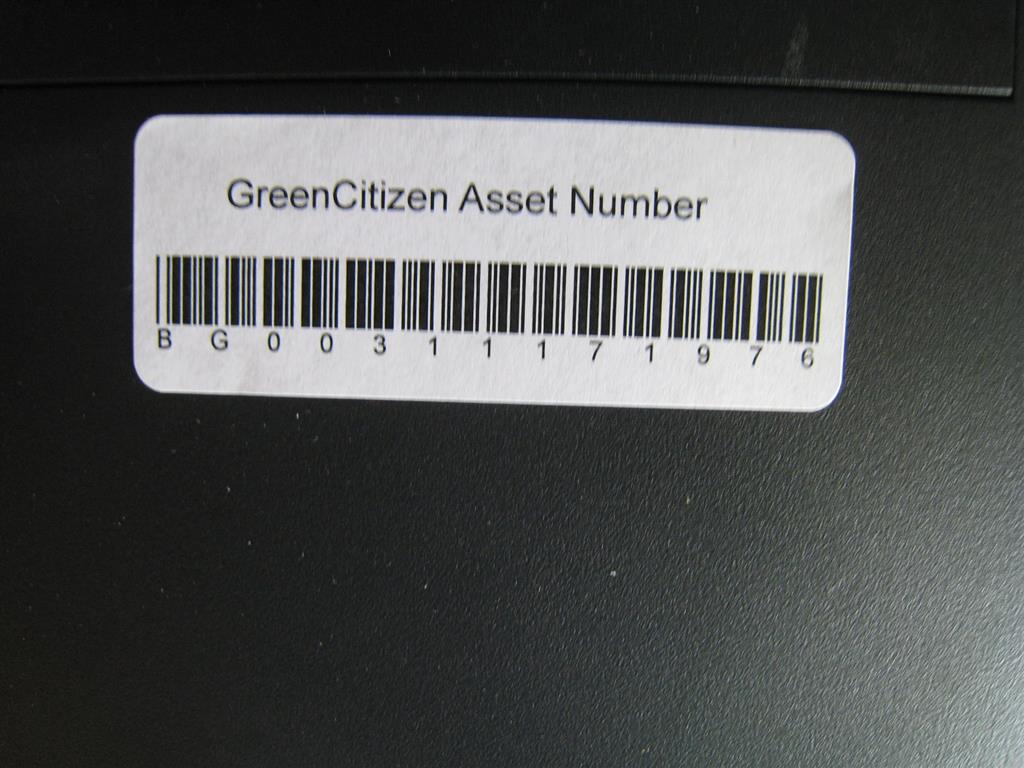 GreenCitizen Asset Number
B G 0 0 3 1 1 1 7 1 9 7 6